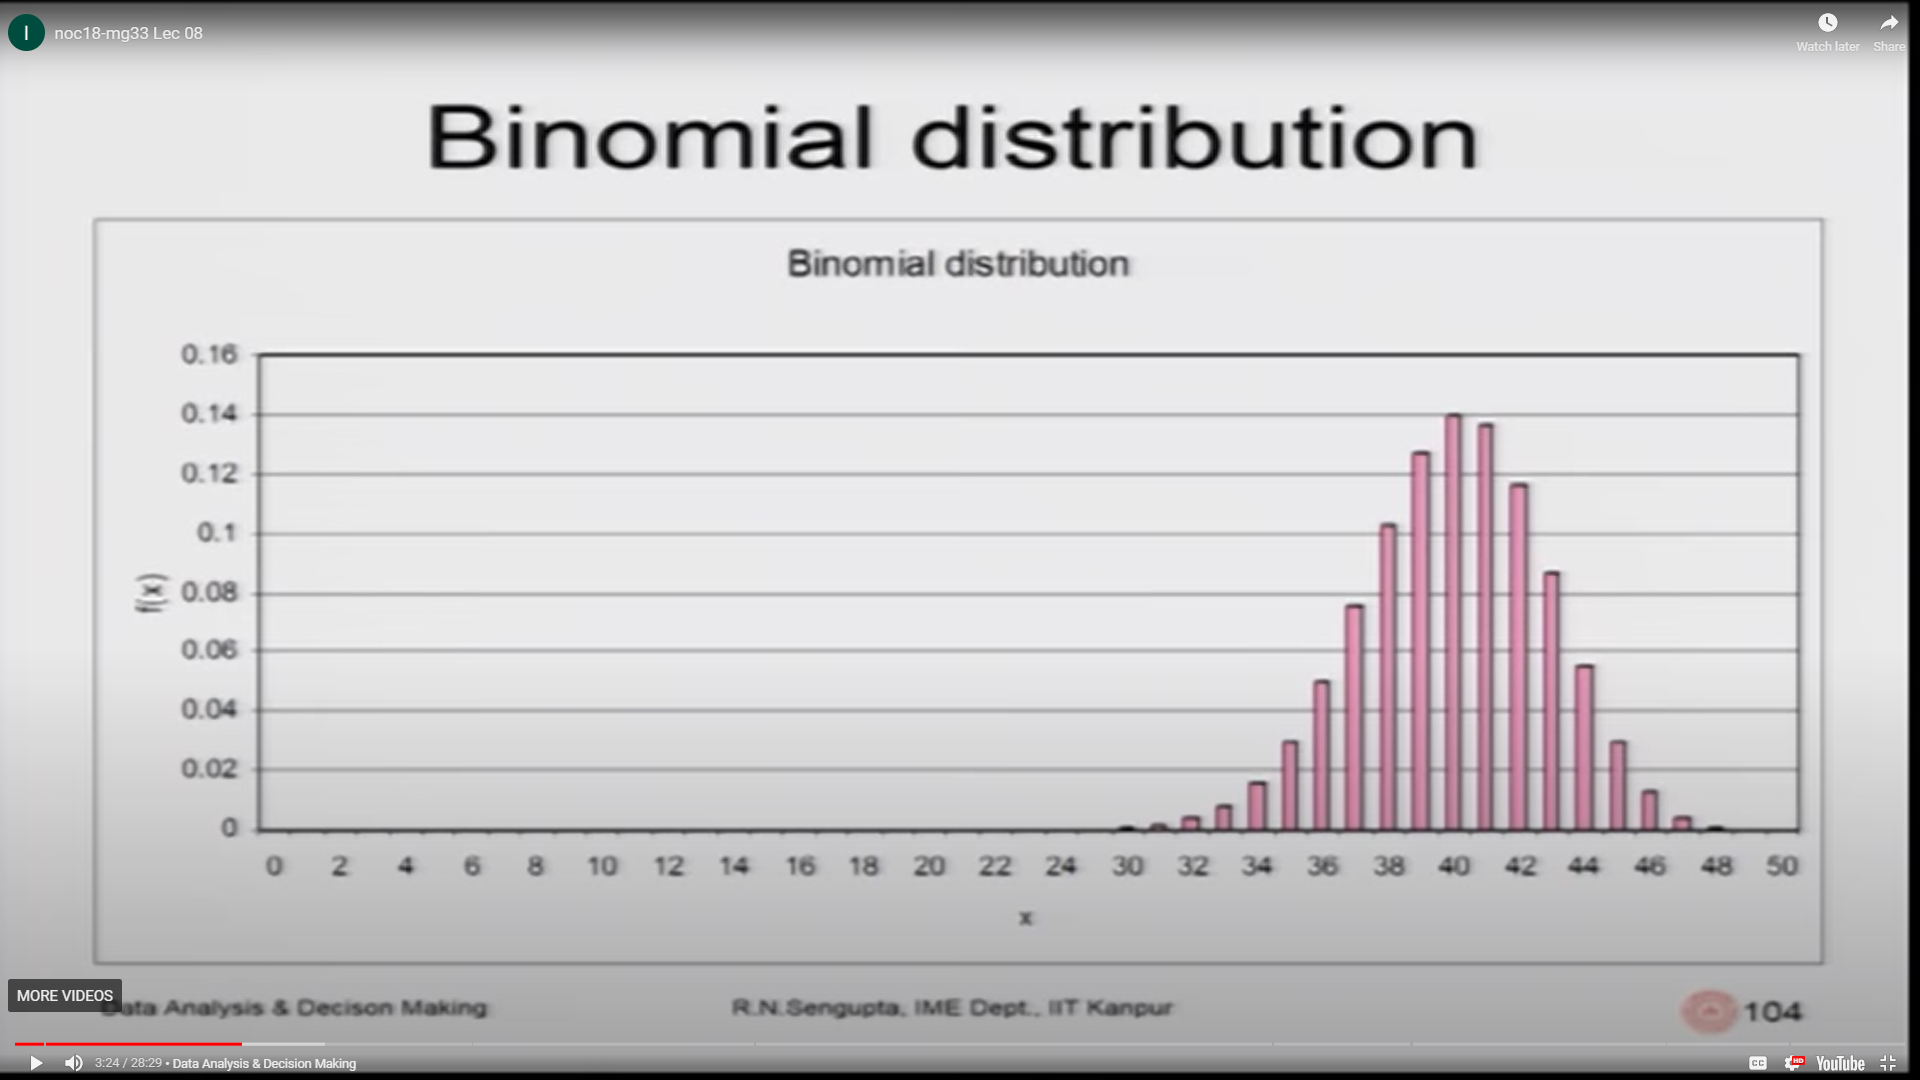 noc18-mg33 Lec 08
Watch later
Share
Binomial distribution
Binomial distribution
0.16
0.14
0.12
0.1
0.08
0.06
0.04
0.02
0
f(x)
0 2 4 6 8 10 12 14 16 18 20 22 24 30 32 34 36 38 40 42 44 46 48 50
x
MORE VIDEOS
Data Analysis & Decison Making
R.N.Sengupta, IME Dept., IIT Kanpur
104
3:24 / 28:29 • Data Analysis & Decision Making
CC
HD
YouTube